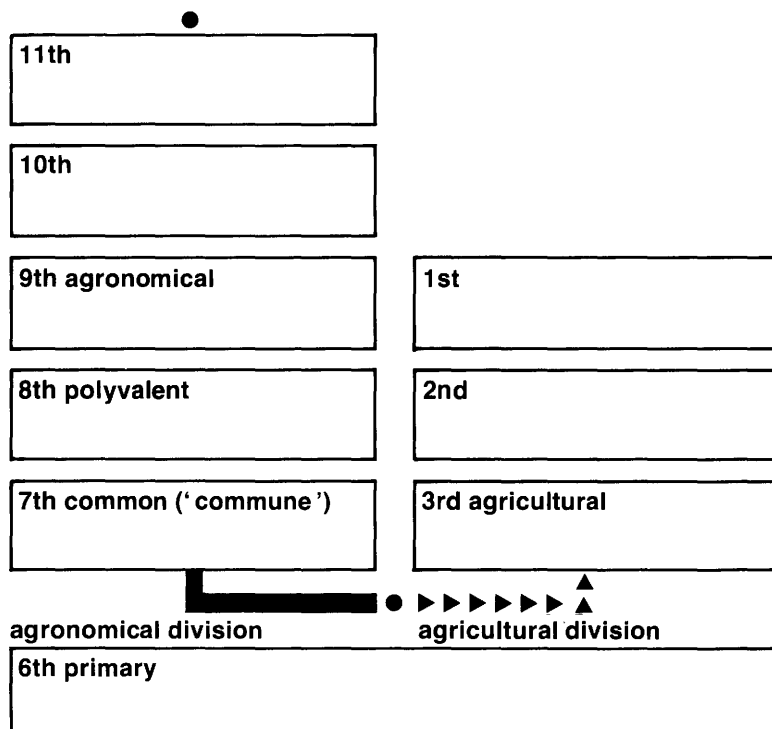 11th
10th
9th agronomical
1st
8th polyvalent
2nd
7th common (‘ commune ’)
3rd agricultural
agronomical division
agricultural division
6th primary